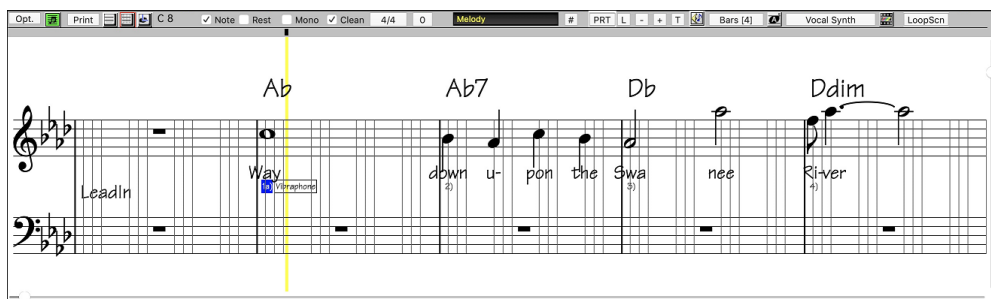 Opt. Print C 8 Note Rest Mono Clean 4/4 0 Melody # PRT L - + T Bars [4] Vocal Synth LoopScn
Ab Ab7 Db Ddim
Way down u- pon the Swa nee Ri-ver
1a) Vibraphone 2) 3) 4)
LeadIn